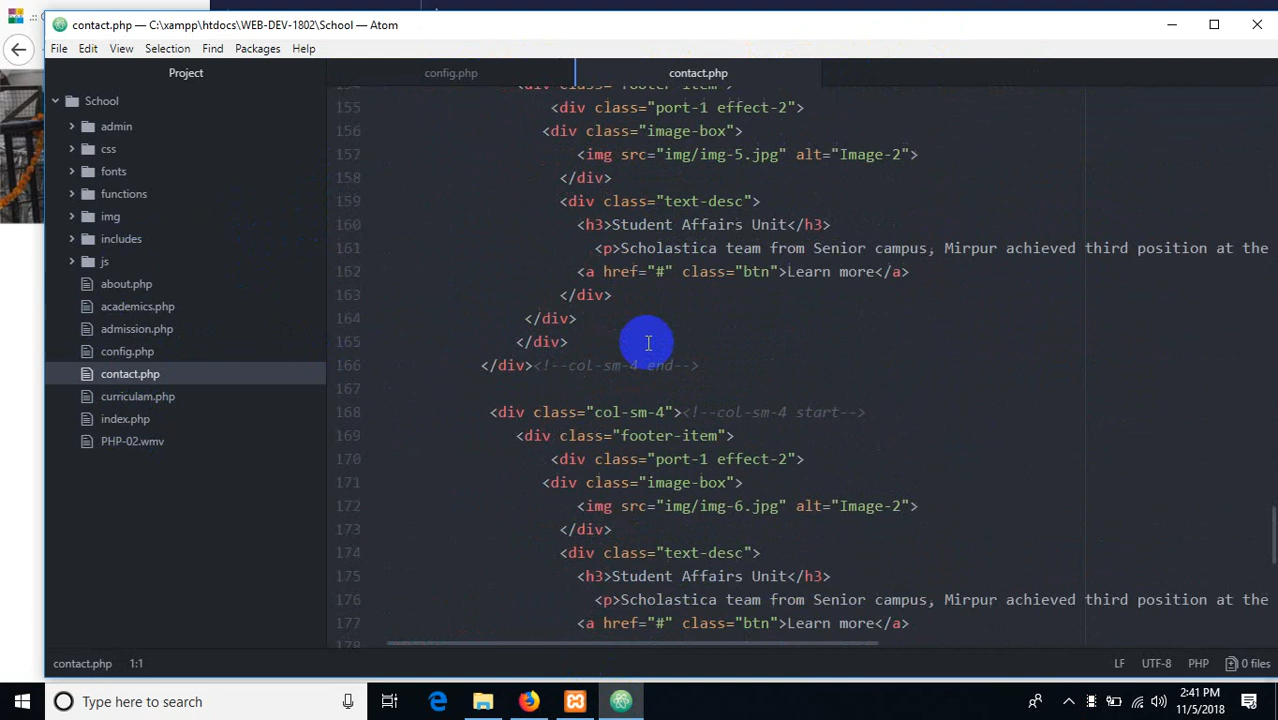 contact.php — C:\xampp\htdocs\WEB-DEV-1802\School — Atom
File Edit View Selection Find Packages Help
Project
config.php
contact.php
School
admin
css
fonts
functions
img
includes
js
about.php
academics.php
admission.php
config.php
contact.php
curriculam.php
index.php
PHP-02.wmv
<div class="footer-item">
155 <div class="port-1 effect-2">
156 <div class="image-box">
157 <img src="img/img-5.jpg" alt="Image-2">
158 </div>
159 <div class="text-desc">
160 <h3>Student Affairs Unit</h3>
161 <p>Scholastica team from Senior campus, Mirpur achieved third position at the
162 <a href="#" class="btn">Learn more</a>
163 </div>
164 </div>
165 </div>
166 </div><!--col-sm-4 end-->
167
168 <div class="col-sm-4"><!--col-sm-4 start-->
169 <div class="footer-item">
170 <div class="port-1 effect-2">
171 <div class="image-box">
172 <img src="img/img-6.jpg" alt="Image-2">
173 </div>
174 <div class="text-desc">
175 <h3>Student Affairs Unit</h3>
176 <p>Scholastica team from Senior campus, Mirpur achieved third position at the
177 <a href="#" class="btn">Learn more</a>
178
contact.php 1:1 LF UTF-8 PHP 0 files
Type here to search
2:41 PM
11/5/2018